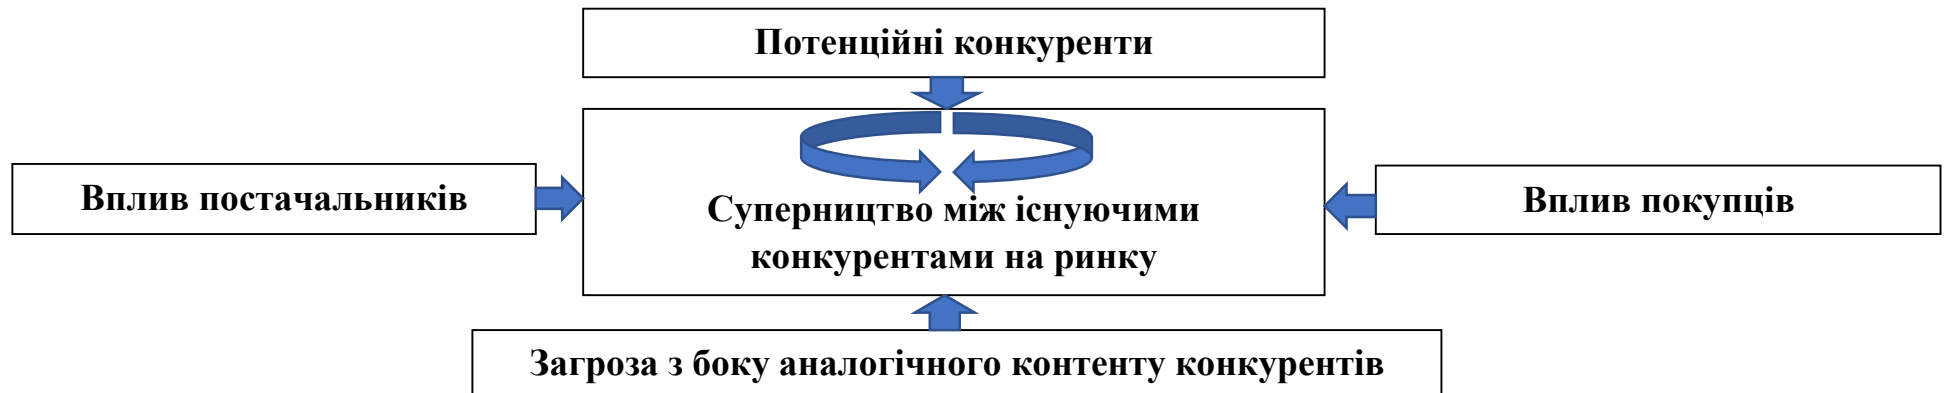 Потенційні конкуренти
Вплив постачальників
Суперництво між існуючими
конкурентами на ринку
Вплив покупців
Загроза з боку аналогічного контенту конкурентів